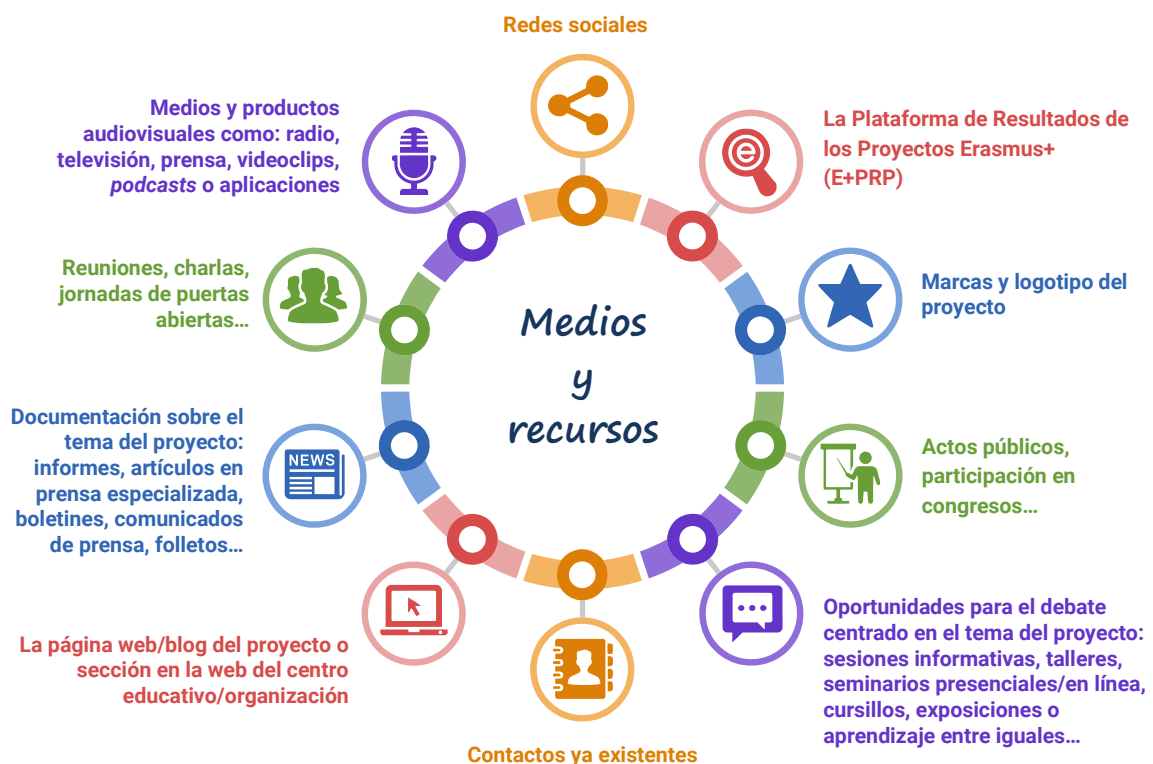 Redes sociales
La Plataforma de Resultados de
los Proyectos Erasmus+
(E+PRP)
Marcas y logotipo del
proyecto
Actos públicos,
participación en
congresos…
Oportunidades para el debate
centrado en el tema del proyecto:
sesiones informativas, talleres,
seminarios presenciales/en línea,
cursillos, exposiciones o
aprendizaje entre iguales…
Contactos ya existentes
La página web/blog del proyecto o
sección en la web del centro
educativo/organización
Documentación sobre el
tema del proyecto:
informes, artículos en
prensa especializada,
boletines, comunicados
de prensa, folletos…
NEWS
Reuniones, charlas,
jornadas de puertas
abiertas…
Medios y productos
audiovisuales como: radio,
televisión, prensa, videoclips,
podcasts o aplicaciones
Medios
y
recursos
e